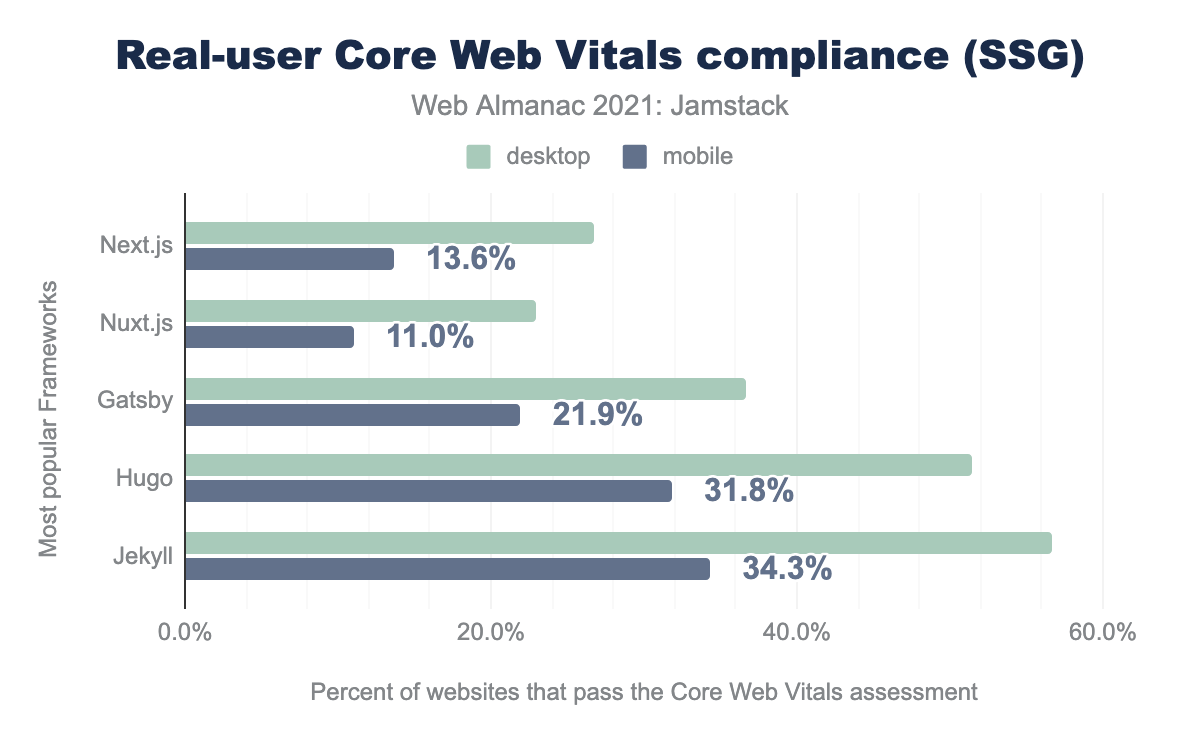 Real-user Core Web Vitals compliance (SSG)
Web Almanac 2021: Jamstack
desktop mobile
Most popular Frameworks
Next.js
13.6%
Nuxt.js
11.0%
Gatsby
21.9%
Hugo
31.8%
Jekyll
34.3%
0.0% 20.0% 40.0% 60.0%
Percent of websites that pass the Core Web Vitals assessment